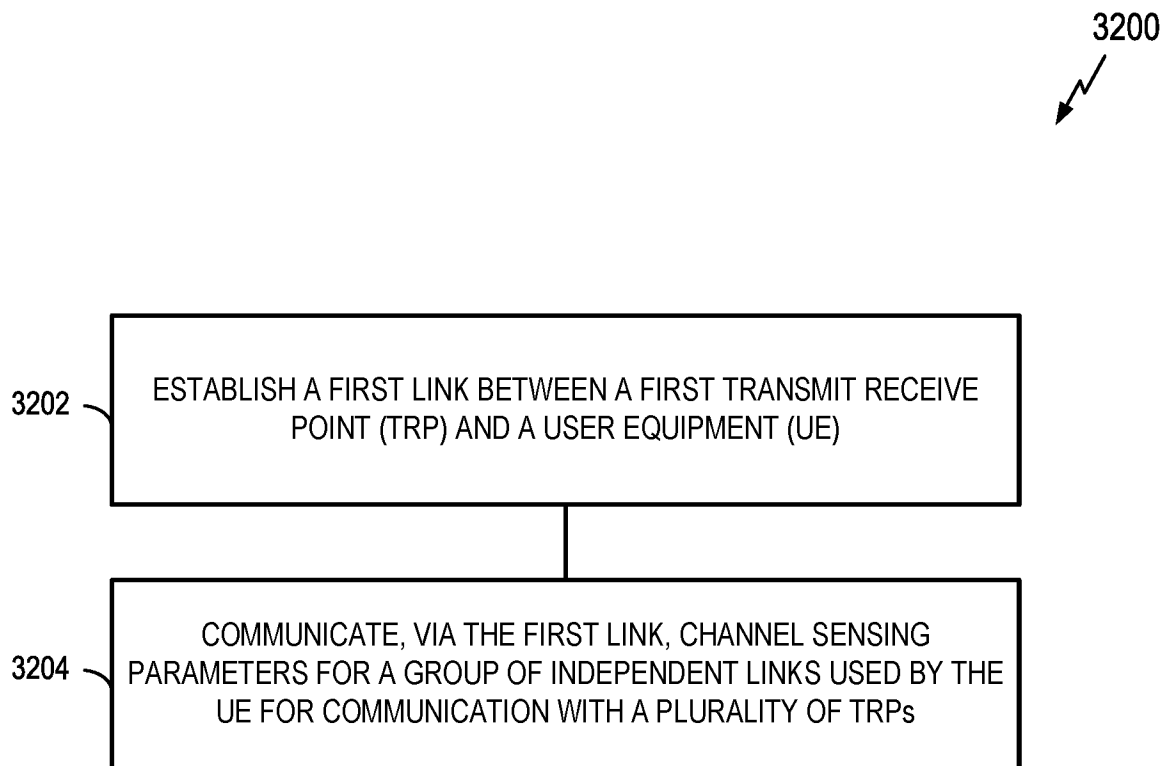 3200
3202
ESTABLISH A FIRST LINK BETWEEN A FIRST TRANSMIT RECEIVE
POINT (TRP) AND A USER EQUIPMENT (UE)
3204
COMMUNICATE, VIA THE FIRST LINK, CHANNEL SENSING
PARAMETERS FOR A GROUP OF INDEPENDENT LINKS USED BY THE
UE FOR COMMUNICATION WITH A PLURALITY OF TRPs